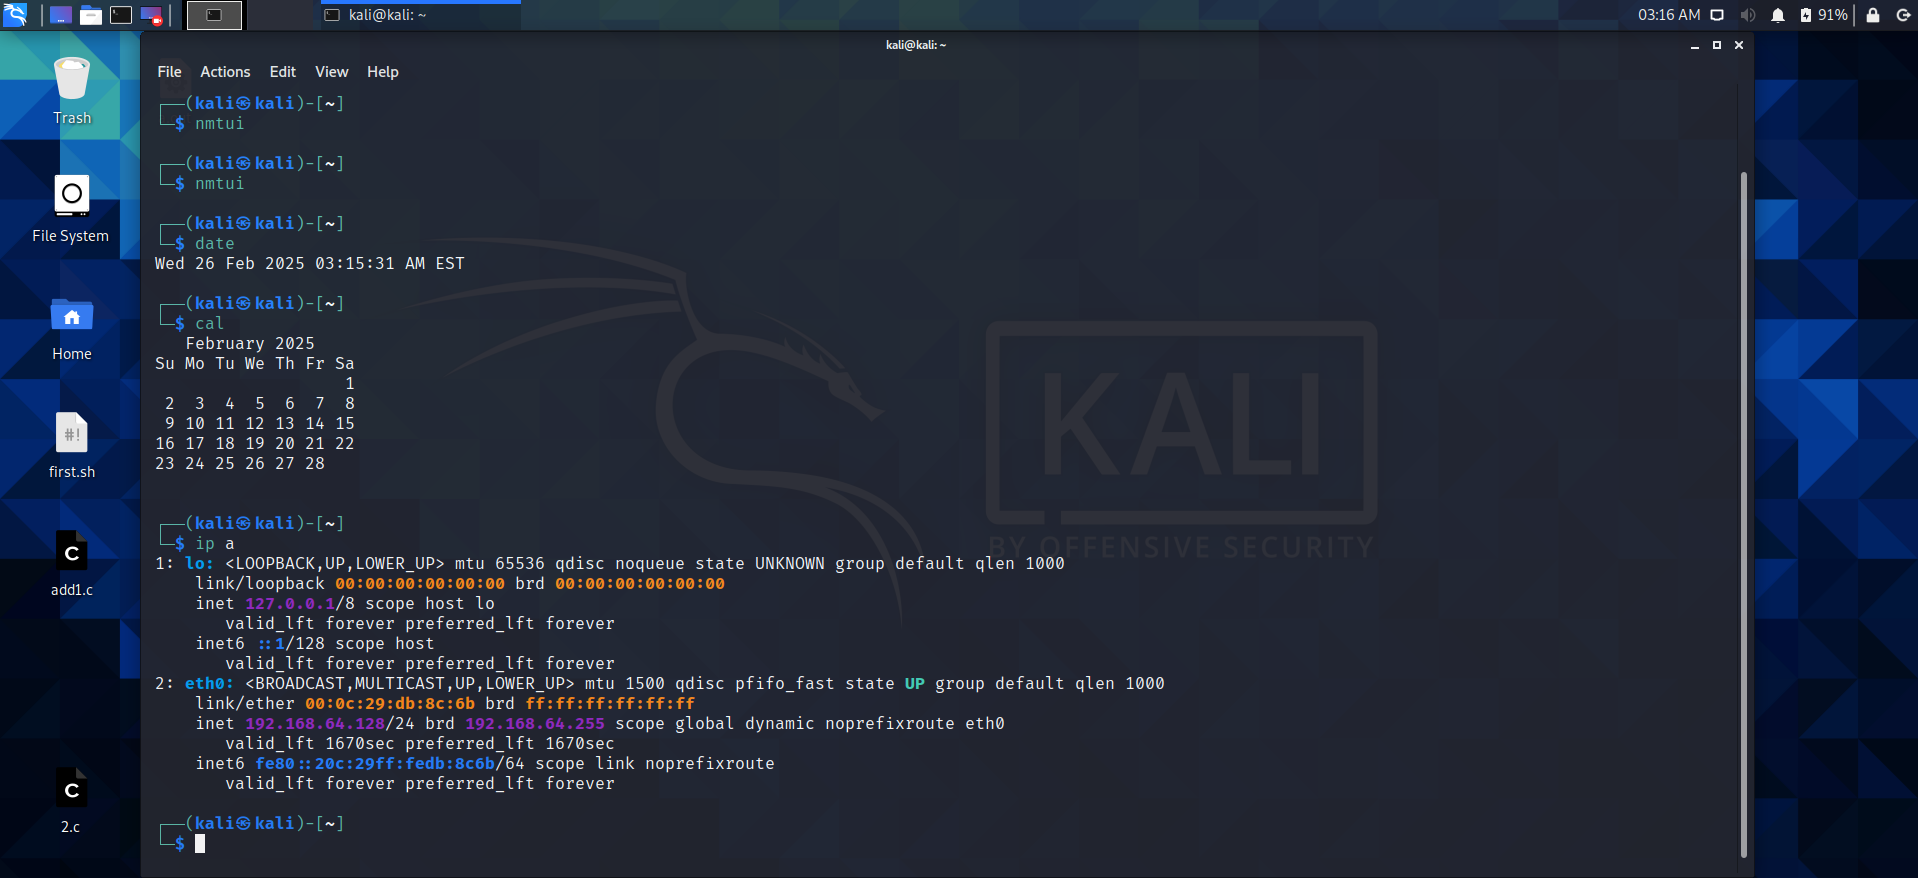 kali@kali: ~
03:16 AM
91%
kali@kali: ~
File Actions Edit View Help
Trash
File System
Home
#!
first.sh
C
add1.c
C
2.c
┌──(kali㉿kali)-[~]
└─$ nmtui
┌──(kali㉿kali)-[~]
└─$ nmtui
┌──(kali㉿kali)-[~]
└─$ date
Wed 26 Feb 2025 03:15:31 AM EST
┌──(kali㉿kali)-[~]
└─$ cal
   February 2025
Su Mo Tu We Th Fr Sa
                   1
 2  3  4  5  6  7  8
 9 10 11 12 13 14 15
16 17 18 19 20 21 22
23 24 25 26 27 28
┌──(kali㉿kali)-[~]
└─$ ip a
1: lo: <LOOPBACK,UP,LOWER_UP> mtu 65536 qdisc noqueue state UNKNOWN group default qlen 1000
    link/loopback 00:00:00:00:00:00 brd 00:00:00:00:00:00
    inet 127.0.0.1/8 scope host lo
       valid_lft forever preferred_lft forever
    inet6 ::1/128 scope host
       valid_lft forever preferred_lft forever
2: eth0: <BROADCAST,MULTICAST,UP,LOWER_UP> mtu 1500 qdisc pfifo_fast state UP group default qlen 1000
    link/ether 00:0c:29:db:8c:6b brd ff:ff:ff:ff:ff:ff
    inet 192.168.64.128/24 brd 192.168.64.255 scope global dynamic noprefixroute eth0
       valid_lft 1670sec preferred_lft 1670sec
    inet6 fe80::20c:29ff:fedb:8c6b/64 scope link noprefixroute
       valid_lft forever preferred_lft forever
┌──(kali㉿kali)-[~]
└─$
KALI
BY OFFENSIVE SECURITY